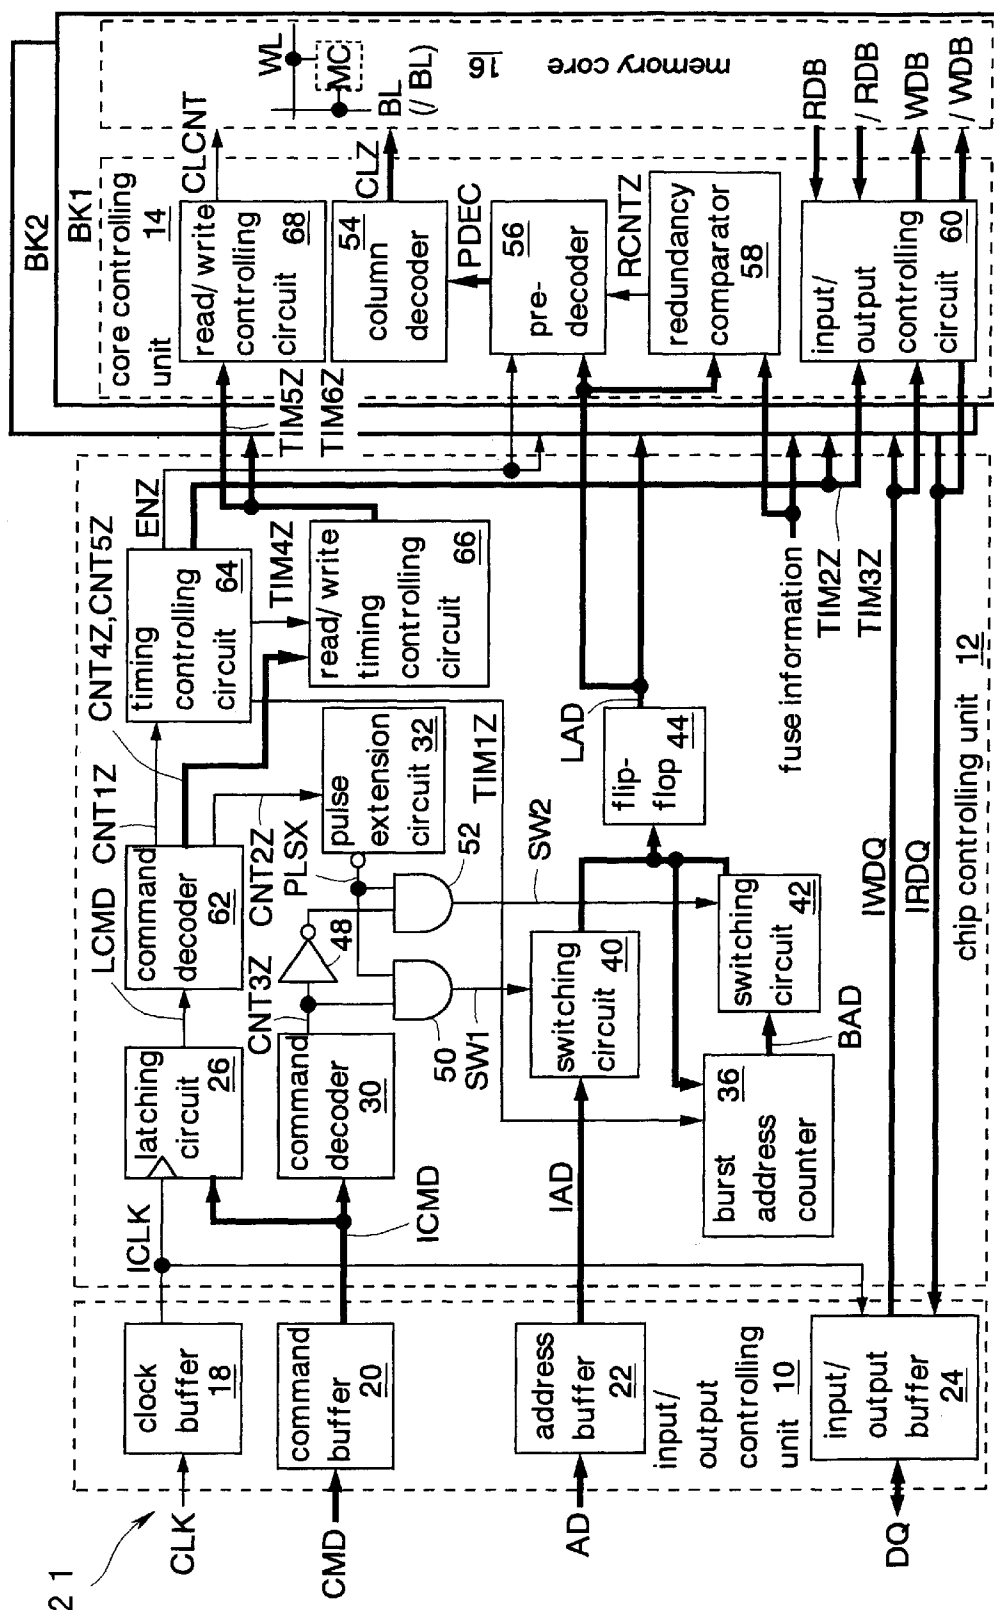 2 1
CLK
CMD
AD
DQ
clock
buffer
18
command
buffer
20
address
buffer
22
input/
output
controlling
unit
10
input/
output
buffer
24
ICLK
ICMD
IAD
latching
circuit
26
command
decoder
30
LCMD
command
decoder
62
CNT1Z
CNT4Z,CNT5Z
CNT2Z
PLSX
CNT3Z
48
50
52
SW1
SW2
pulse
extension
circuit 32
timing
controlling
circuit
64
ENZ
TIM4Z
read/write
timing
controlling
circuit
66
TIM1Z
switching
circuit
40
switching
circuit
42
burst
address
counter
36
BAD
flip-
flop
44
LAD
fuse information
TIM2Z
TIM3Z
IWDQ
IRDQ
chip controlling unit 12
TIM5Z
TIM6Z
BK2
BK1
core controlling
unit
14
read/write
controlling
circuit
68
CLCNT
column
decoder
54
CLZ
PDEC
pre-
decoder
56
RCNTZ
redundancy
comparator
58
input/
output
controlling
circuit
60
WL
MC
BL
(/ BL)
memory core
16
RDB
/ RDB
WDB
/ WDB